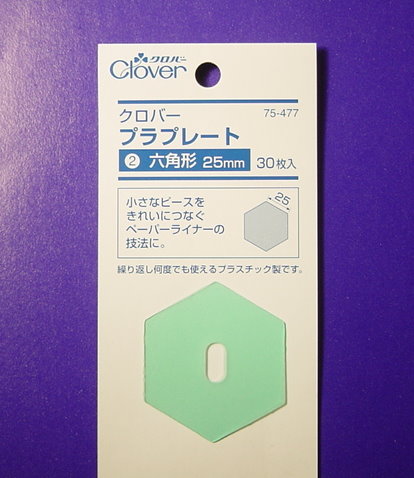 クロバー
Clover
クロバー 75-477
プラプレート
② 六角形 25mm 30枚入
小さなピースを
きれいにつなぐ
ペーパーライナーの
技法に。
25
繰り返し何度でも使えるプラスチック製です。